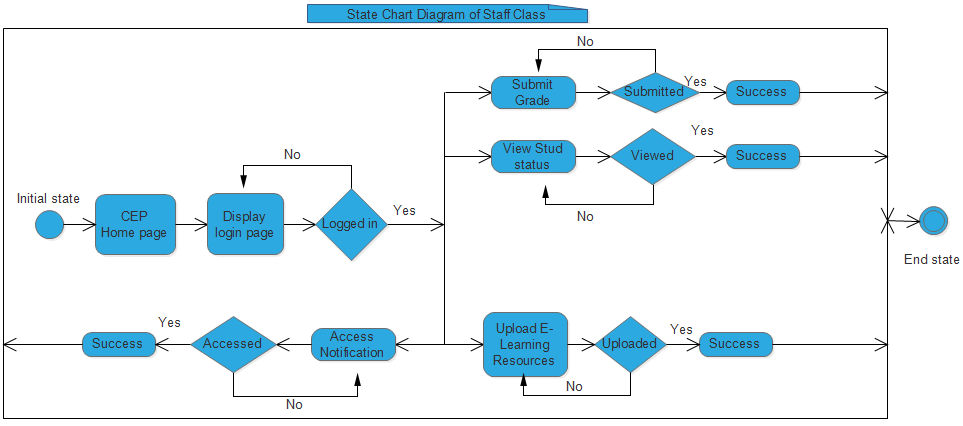 State Chart Diagram of Staff Class
No
Submit
Grade
Submitted
Yes
Success
View Stud
status
Viewed
Yes
Success
No
No
Initial state
CEP
Home page
Display
login page
Logged in
Yes
End state
Success
Yes
Accessed
Access
Notification
No
Upload E-
Learning
Resources
Uploaded
Yes
Success
No